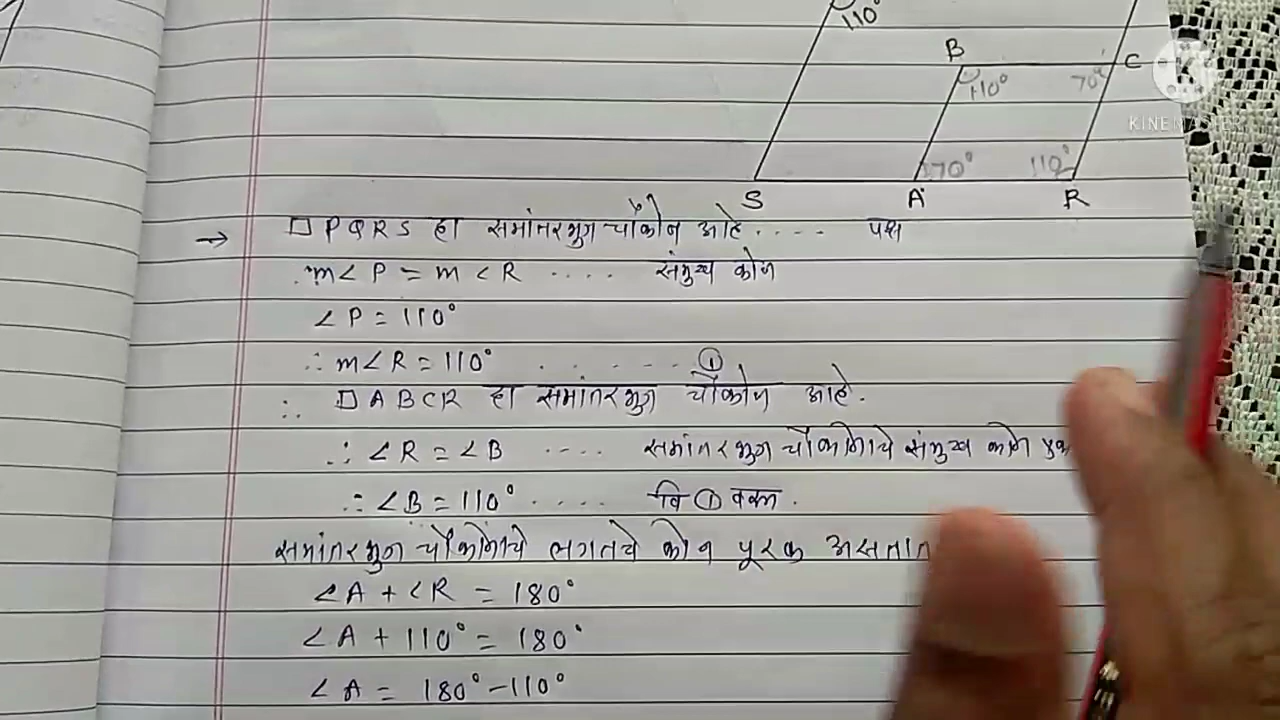 110°
B
C
110°
70°
K
KINEMASTER
70°
110°
S
A
R
→ □PQRS हा समांतरभुज चौकोन आहे. .... पक्ष
∴ m∠P = m∠R .... संमुख कोन
∠P = 110°
∴ m∠R = 110° ..... ①
∴ □ABCR हा समांतरभुज चौकोन आहे.
∴ ∠R = ∠B .... समांतरभुज चौकोनाचे संमुख कोन
∴ ∠B = 110° .... वि ① वरून.
समांतरभुज चौकोनाचे लगतचे कोन पूरक असतात
∠A + ∠R = 180°
∠A + 110° = 180°
∠A = 180° - 110°